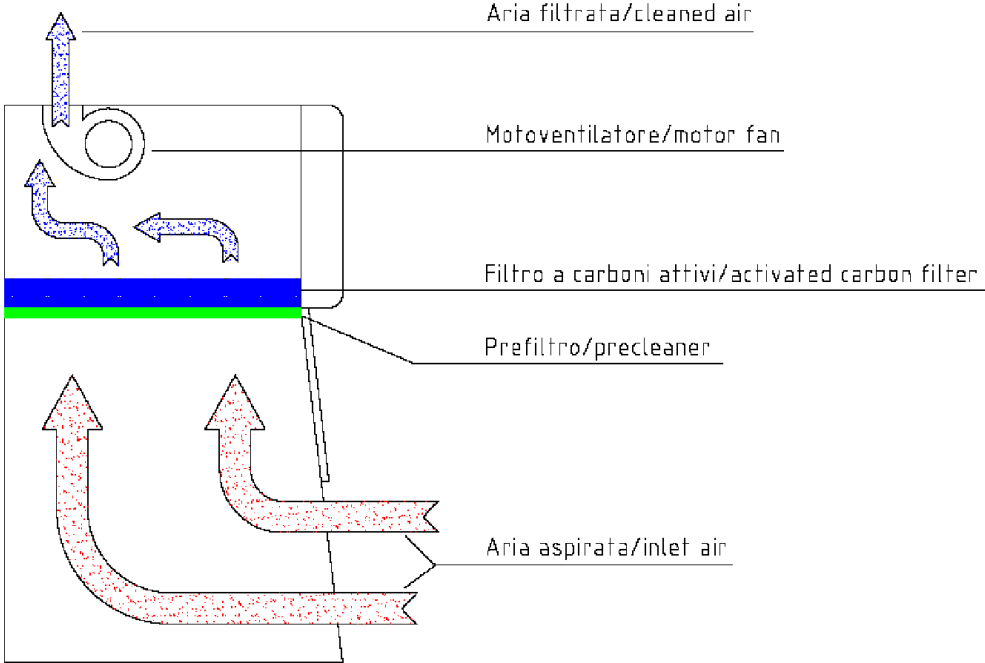 Aria filtrata/cleaned air
Motoventilatore/motor fan
Filtro a carboni attivi/activated carbon filter
Prefiltro/precleaner
Aria aspirata/inlet air